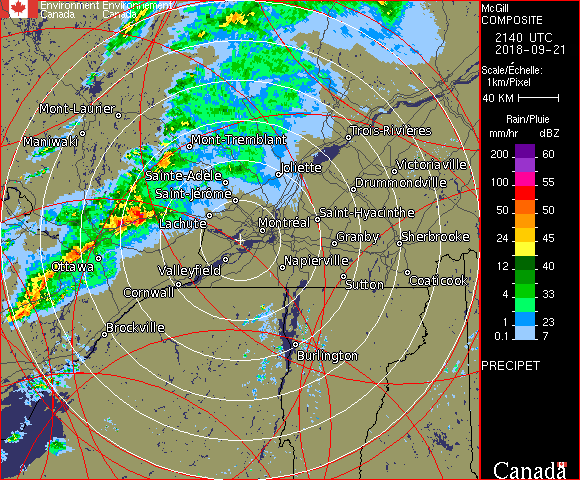 Environment Environnement
Canada Canada
McGill
COMPOSITE
2140 UTC
2018-09-21
Scale/Échelle:
1km/Pixel
40 KM
Rain/Pluie
mm/hr dBZ
200 60
100 55
50 50
24 45
12 40
4 33
1 23
0.1 7
PRECIPET
Canada
Mont-Laurier
Maniwaki
Mont-Tremblant
Trois-Rivières
Sainte-Adèle
Joliette
Victoriaville
Saint-Jérôme
Drummondville
Lachute
Saint-Hyacinthe
Montréal
Granby
Sherbrooke
Ottawa
Valleyfield
Napierville
Cornwall
Sutton
Coaticook
Brockville
Burlington